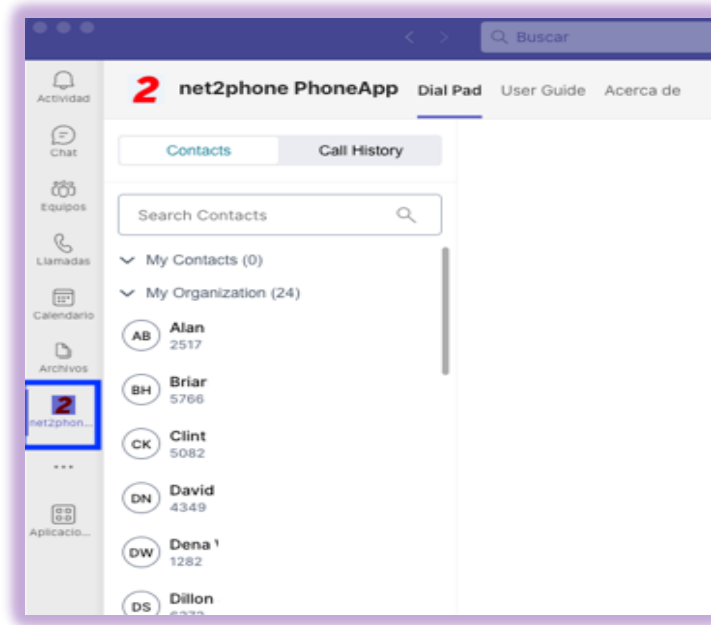 Buscar
2 net2phone PhoneApp Dial Pad User Guide Acerca de
Actividad
Chat
Equipos
Llamadas
Calendario
Archivos
2
net2phon...
...
Aplicacio...
Contacts Call History
Search Contacts
My Contacts (0)
My Organization (24)
AB Alan
2517
BH Briar
5766
CK Clint
5082
DN David
4349
DW Dena
1282
DS Dillon